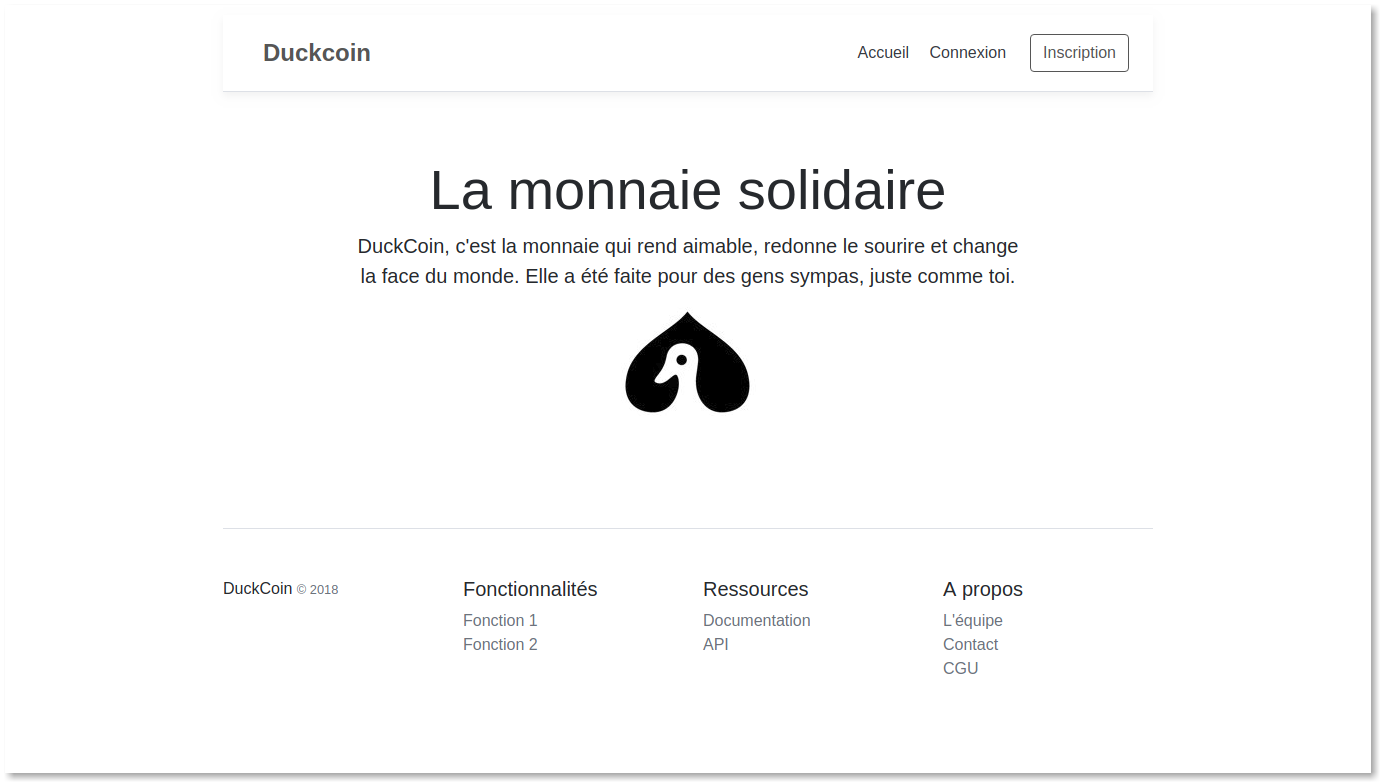 Duckcoin
Accueil
Connexion
Inscription
La monnaie solidaire
DuckCoin, c'est la monnaie qui rend aimable, redonne le sourire et change
la face du monde. Elle a été faite pour des gens sympas, juste comme toi.
DuckCoin © 2018
Fonctionnalités
Fonction 1
Fonction 2
Ressources
Documentation
API
A propos
L'équipe
Contact
CGU